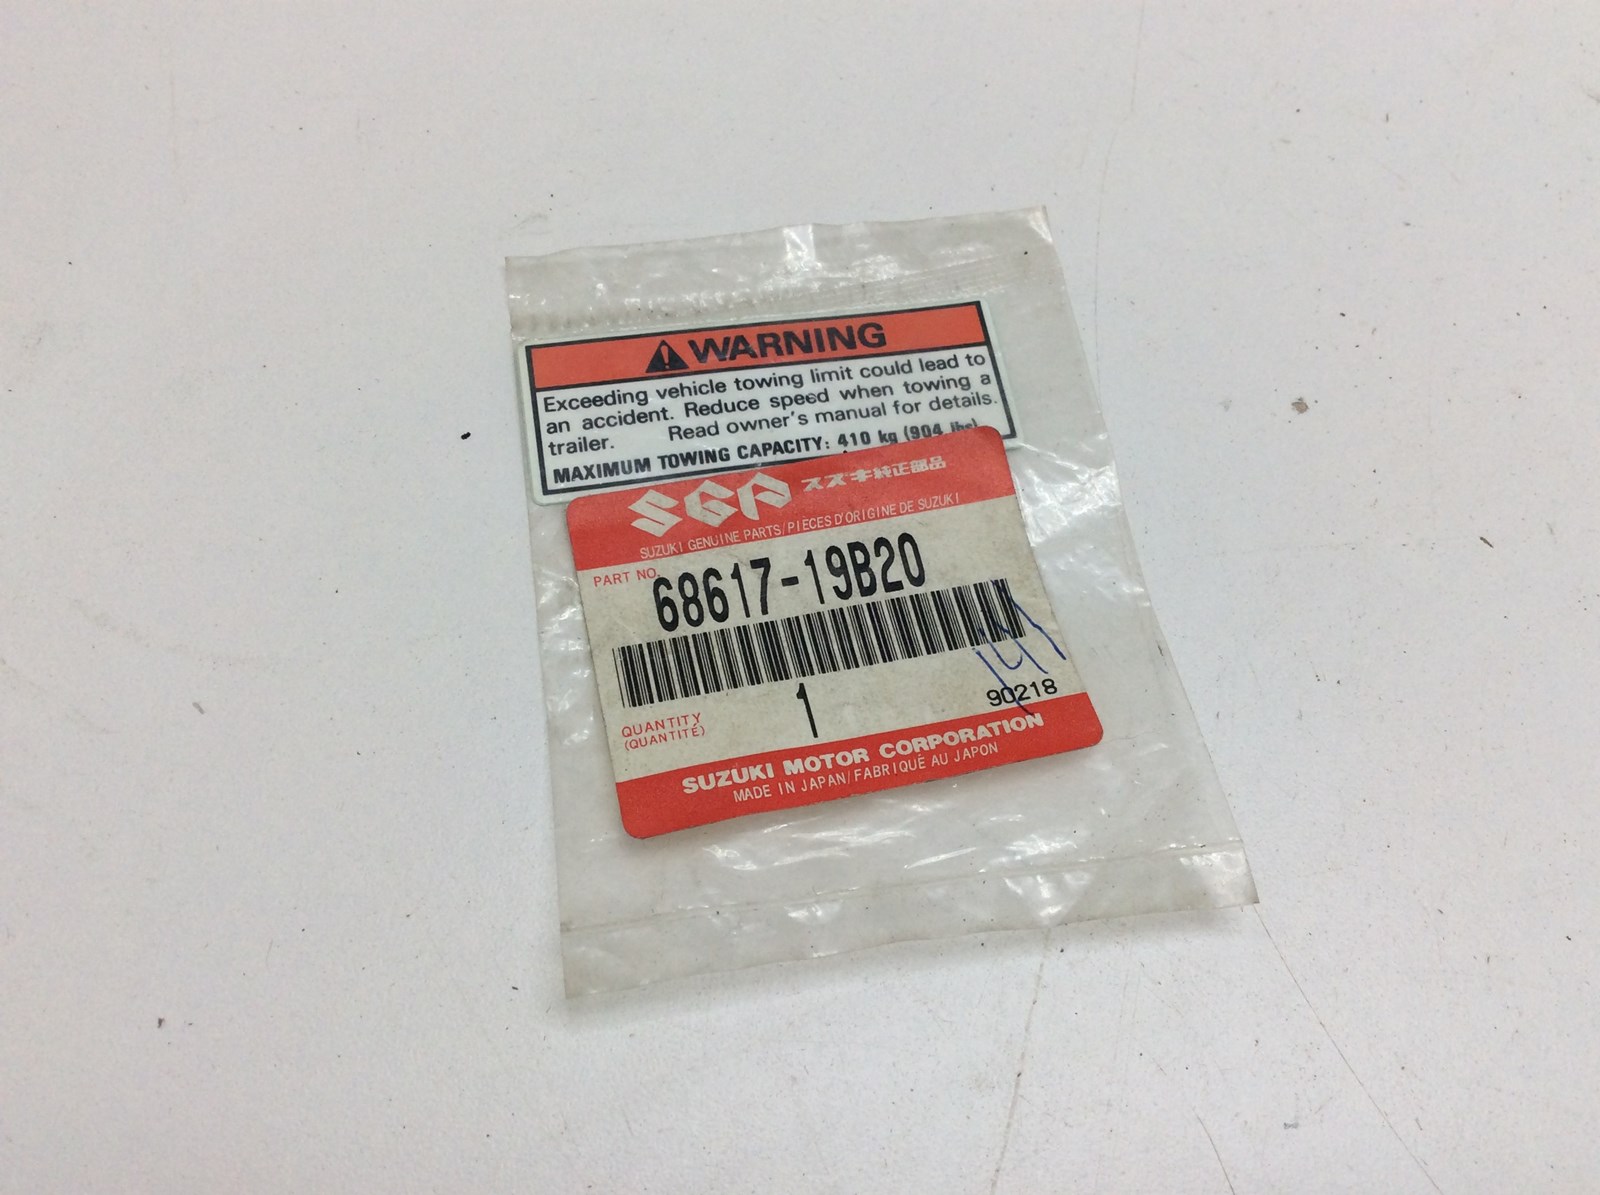 WARNING
Exceeding vehicle towing limit could lead to
an accident. Reduce speed when towing a
trailer. Read owner's manual for details.
MAXIMUM TOWING CAPACITY: 410 kg (904 lbs)
SGP スズキ純正部品
SUZUKI GENUINE PARTS/PIÈCES D'ORIGINE DE SUZUKI
PART NO. 68617-19B20
QUANTITY 1 90218
(QUANTITÉ)
SUZUKI MOTOR CORPORATION
MADE IN JAPAN/FABRIQUÉ AU JAPON